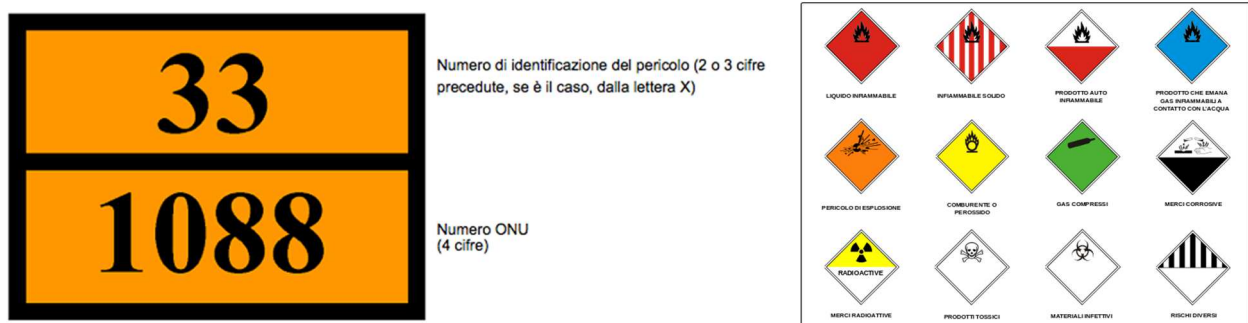 33
1088
Numero di identificazione del pericolo (2 o 3 cifre
precedute, se è il caso, dalla lettera X)
Numero ONU
(4 cifre)
LIQUIDO INFIAMMABILE
INFIAMMABILE SOLIDO
PRODOTTO AUTO
INFIAMMABILE
PRODOTTO CHE EMANA
GAS INFIAMMABILI A
CONTATTO CON L'ACQUA
PERICOLO DI ESPLOSIONE
COMBURENTE O
PEROSSIDO
GAS COMPRESSI
MERCI CORROSIVE
RADIOACTIVE
MERCI RADIOATTIVE
PRODOTTI TOSSICI
MATERIALI INFETTIVI
RISCHI DIVERSI